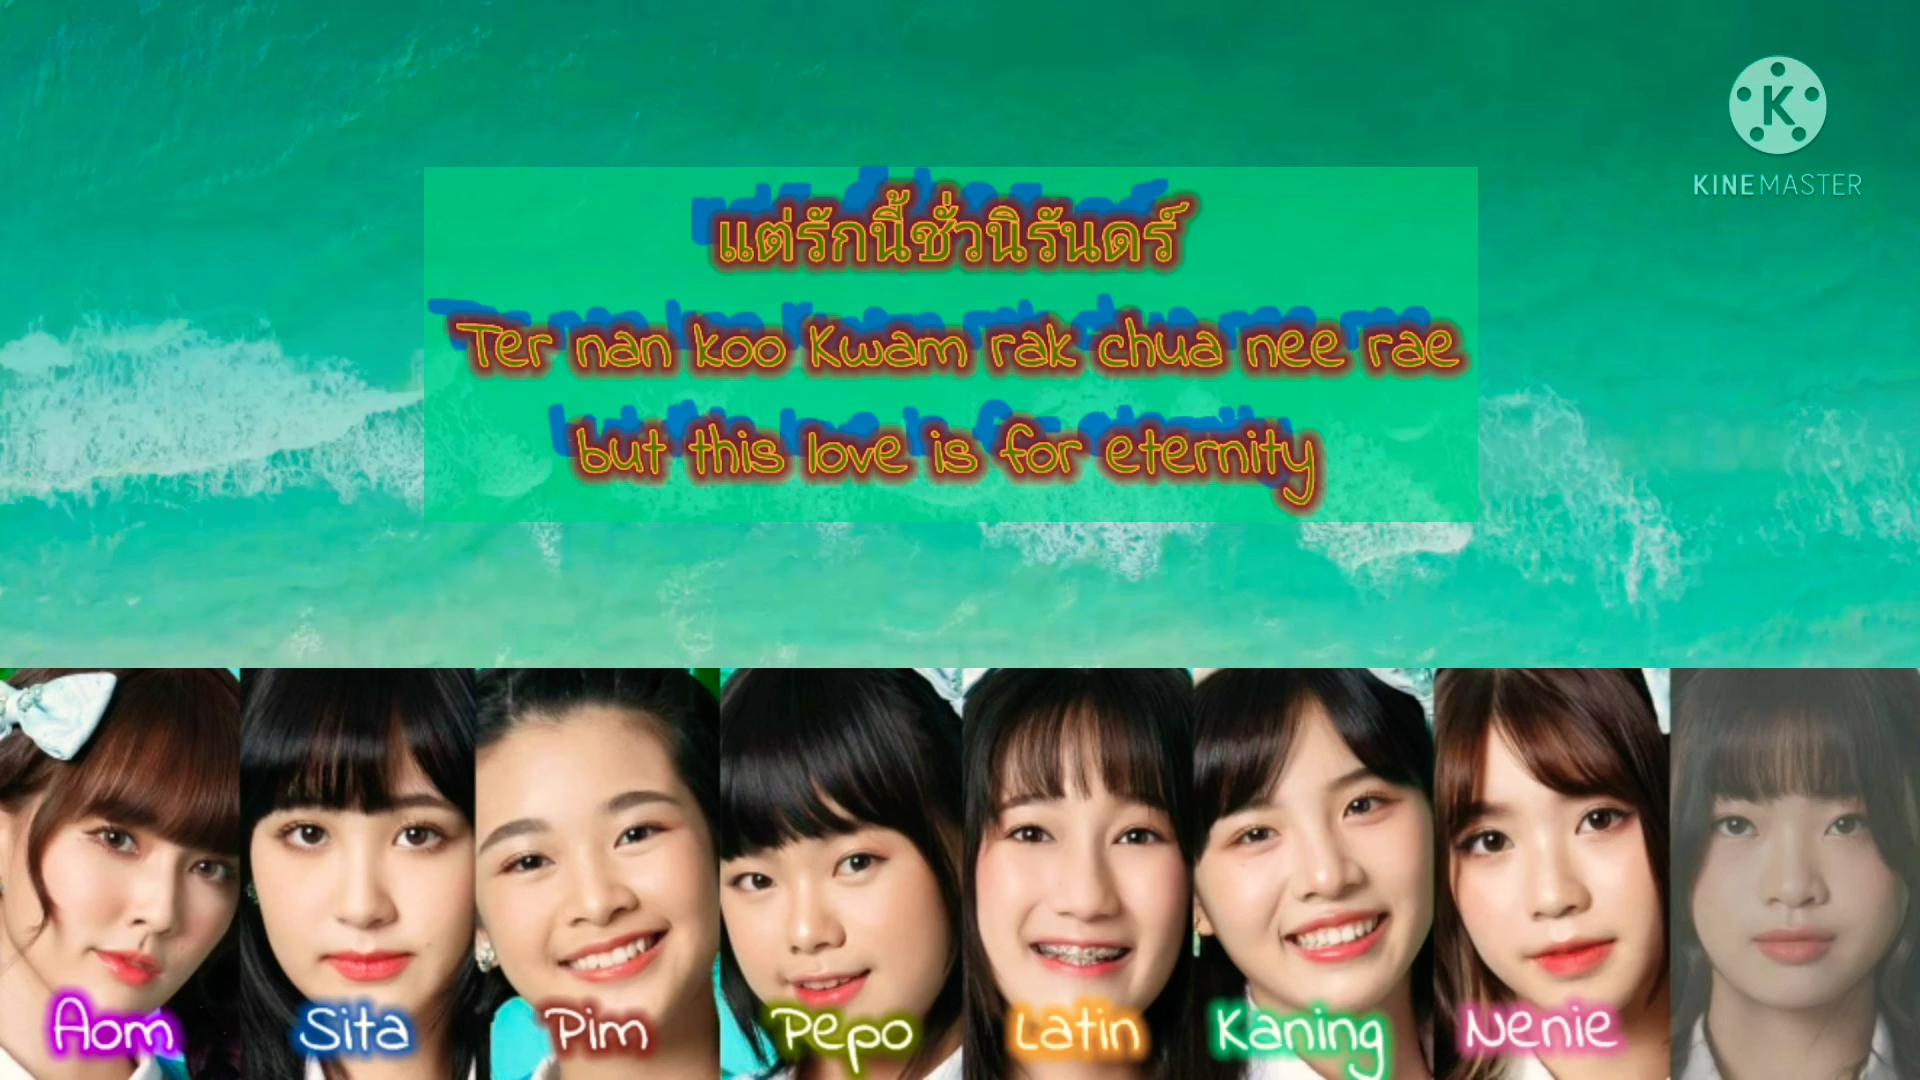 K
KINEMASTER
แต่รักนี้ชั่วนิรันดร์
Ter nan koo Kwam rak chua nee rae
but this love is for eternity
Aom
Sita
Pim
Pepo
Latin
Kaning
Nenie